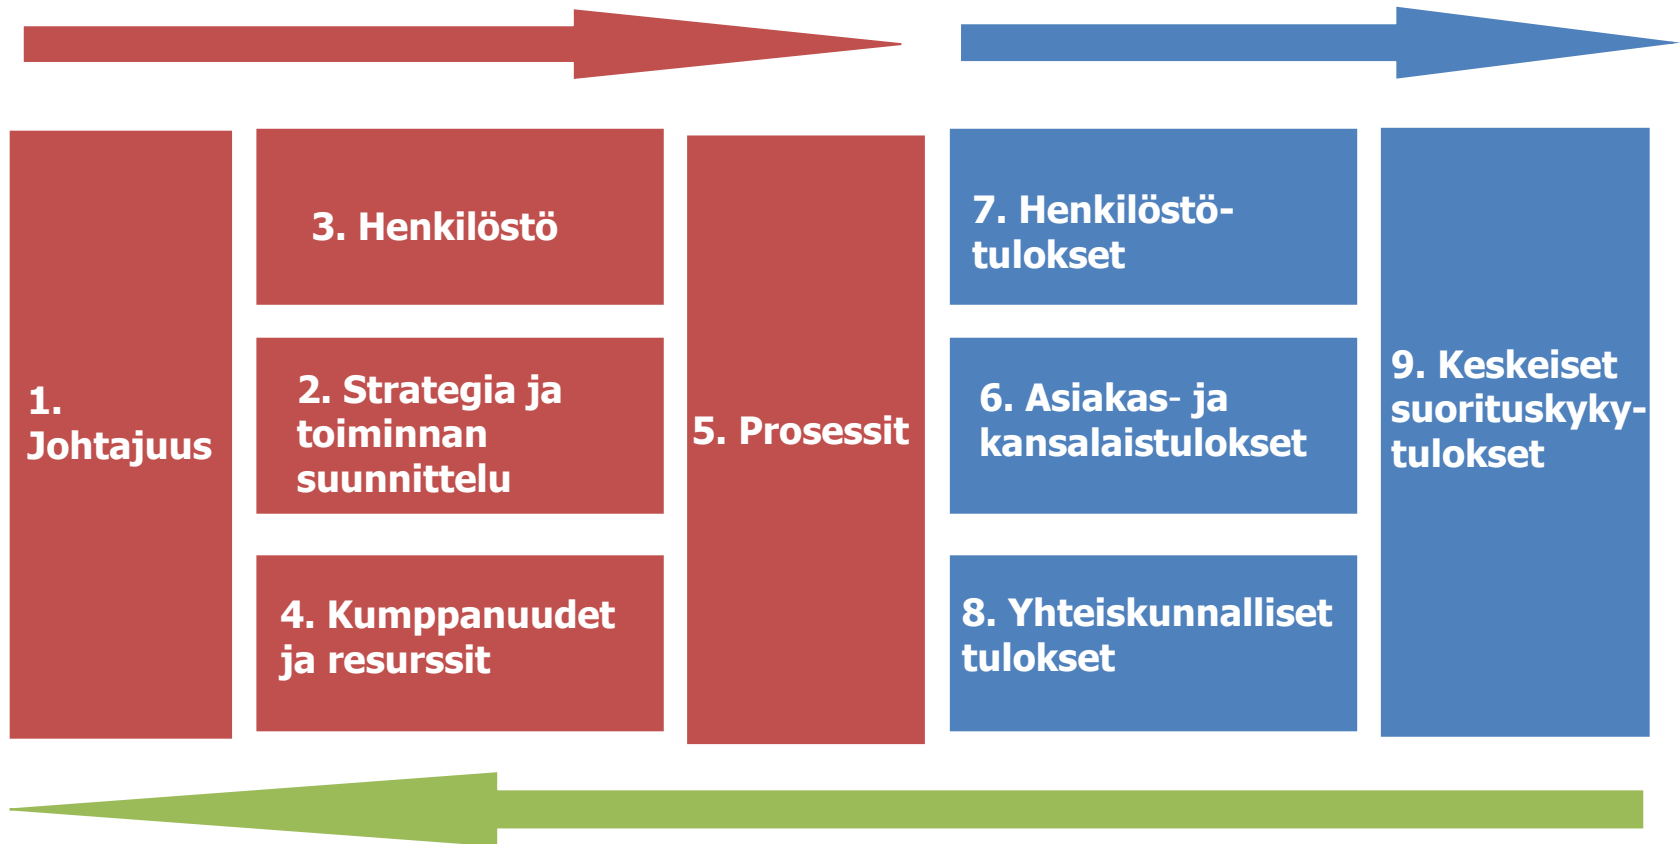 1.
Johtajuus
3. Henkilöstö
2. Strategia ja
toiminnan
suunnittelu
4. Kumppanuudet
ja resurssit
5. Prosessit
7. Henkilöstö-
tulokset
6. Asiakas- ja
kansalaistulokset
8. Yhteiskunnalliset
tulokset
9. Keskeiset
suorituskyky-
tulokset